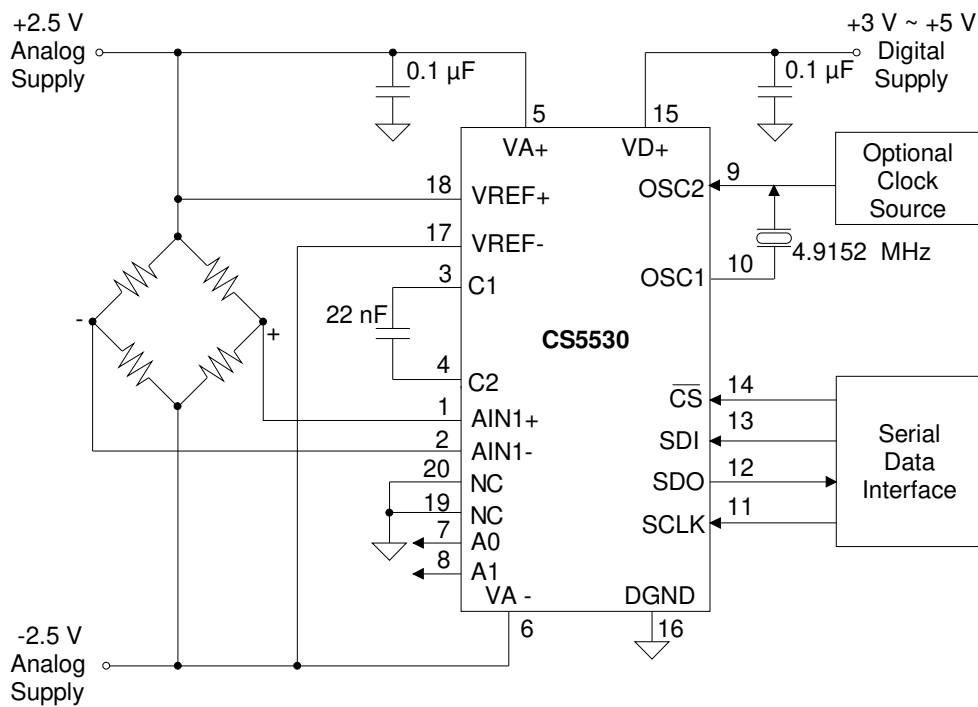 +2.5 V
Analog
Supply
+3 V ~ +5 V
Digital
Supply
0.1 µF
0.1 µF
5
15
VA+
VD+
Optional
Clock
Source
18
VREF+
9
OSC2
17
VREF-
4.9152 MHz
10
OSC1
3
C1
22 nF
CS5530
-
+
4
C2
14
CS
1
AIN1+
13
SDI
2
AIN1-
12
SDO
20
NC
11
SCLK
19
NC
Serial
Data
Interface
7
A0
8
A1
VA -
DGND
6
16
-2.5 V
Analog
Supply